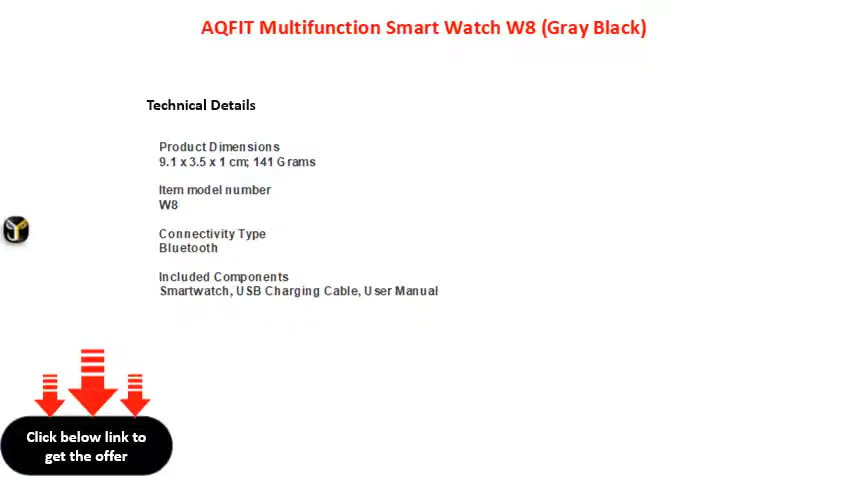 AQFIT Multifunction Smart Watch W8 (Gray Black)
Technical Details
Product Dimensions
9.1 x 3.5 x 1 cm; 141 Grams
Item model number
W8
Connectivity Type
Bluetooth
Included Components
Smartwatch, USB Charging Cable, User Manual
Click below link to
get the offer